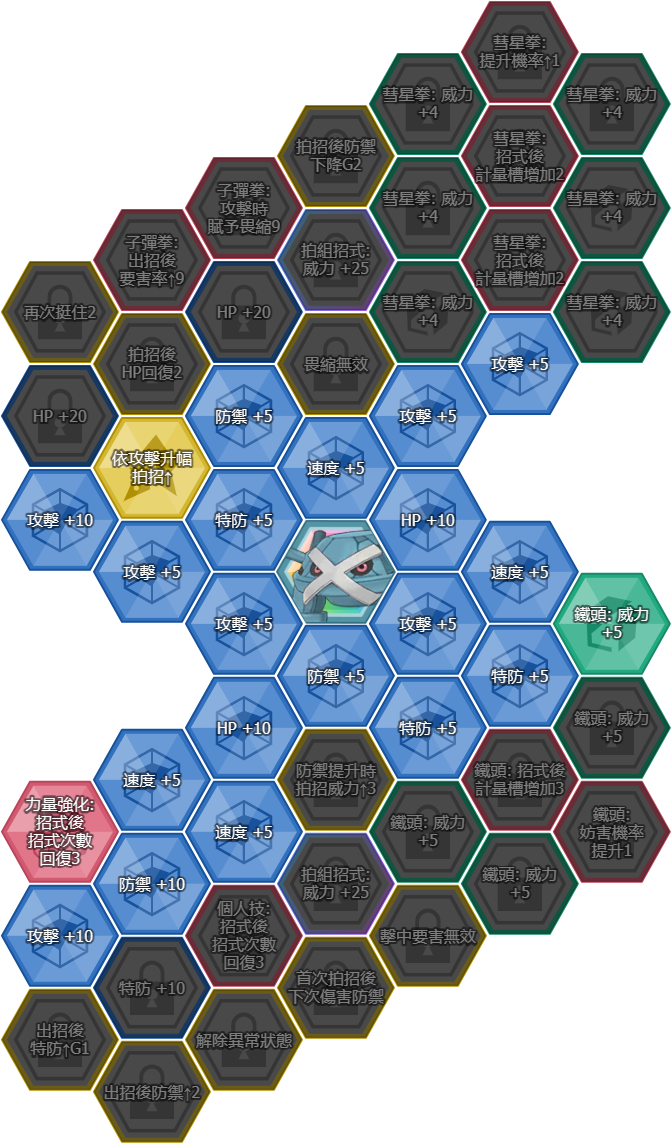 彗星拳:
提升機率↑1
彗星拳: 威力
+4
彗星拳: 威力
+4
拍招後防禦
下降G2
彗星拳:
招式後
計量槽增加2
子彈拳:
攻擊時
賦予畏縮9
彗星拳: 威力
+4
彗星拳: 威力
+4
子彈拳:
出招後
要害率↑9
拍組招式:
威力 +25
彗星拳:
招式後
計量槽增加2
再次挺住2
HP +20
彗星拳: 威力
+4
彗星拳: 威力
+4
拍招後
HP回復2
畏縮無效
攻擊 +5
HP +20
防禦 +5
攻擊 +5
依攻擊升幅
拍招↑
速度 +5
攻擊 +10
特防 +5
HP +10
攻擊 +5
速度 +5
攻擊 +5
攻擊 +5
鐵頭: 威力
+5
防禦 +5
特防 +5
HP +10
特防 +5
鐵頭: 威力
+5
速度 +5
防禦提升時
拍招威力↑3
鐵頭: 招式後
計量槽增加3
力量強化:
招式後
招式次數
回復3
速度 +5
鐵頭: 威力
+5
鐵頭:
妨害機率
提升1
防禦 +10
拍組招式:
威力 +25
鐵頭: 威力
+5
攻擊 +10
個人技:
招式後
招式次數
回復3
擊中要害無效
特防 +10
首次拍招後
下次傷害防禦
出招後
特防↑G1
解除異常狀態
出招後防禦↑2